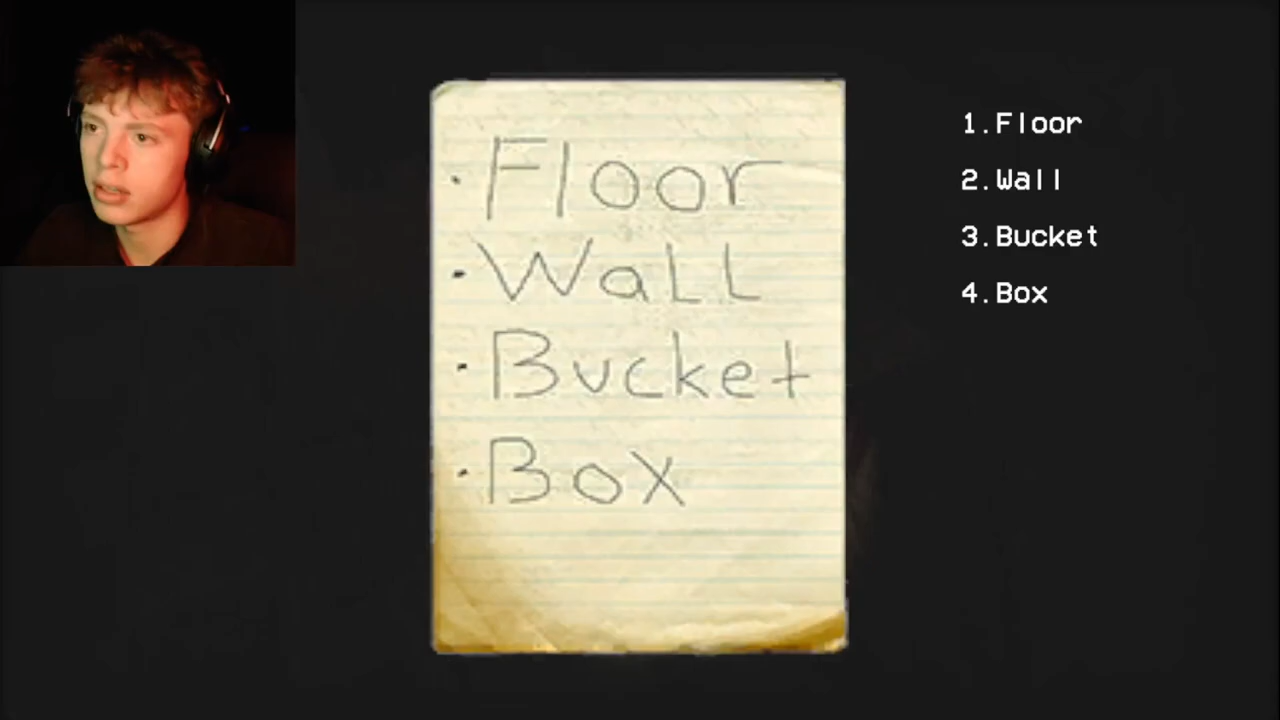 · Floor
· Wall
· Bucket
· Box
1.Floor
2.Wall
3.Bucket
4.Box